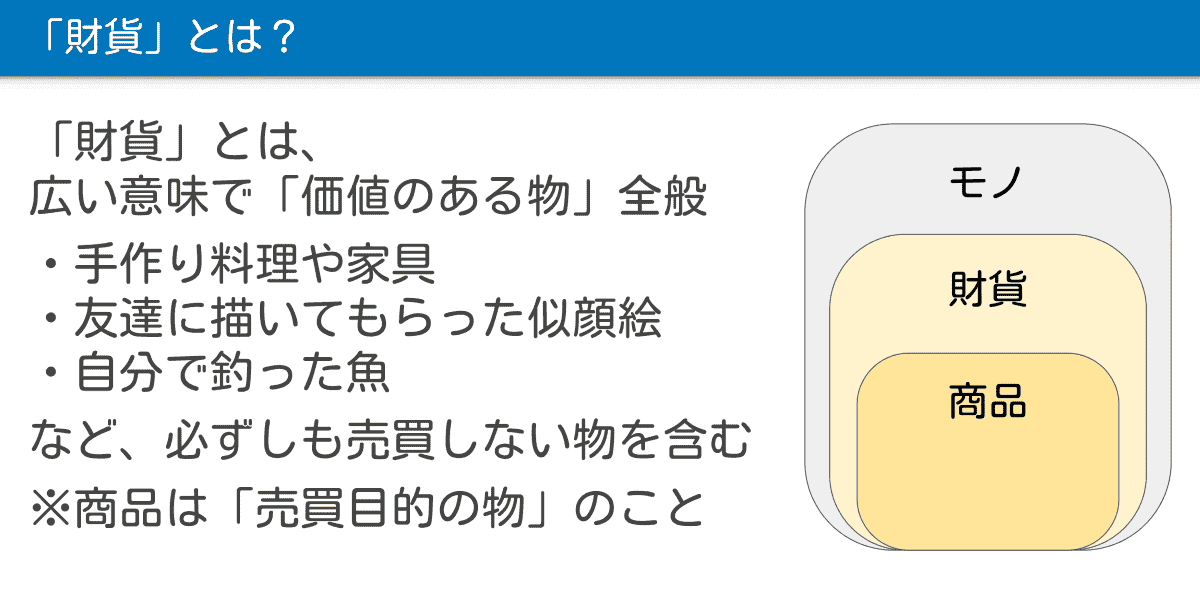 「財貨」とは？
「財貨」とは、
広い意味で「価値のある物」全般
・手作り料理や家具
・友達に描いてもらった似顔絵
・自分で釣った魚
など、必ずしも売買しない物を含む
※商品は「売買目的の物」のこと
モノ
財貨
商品